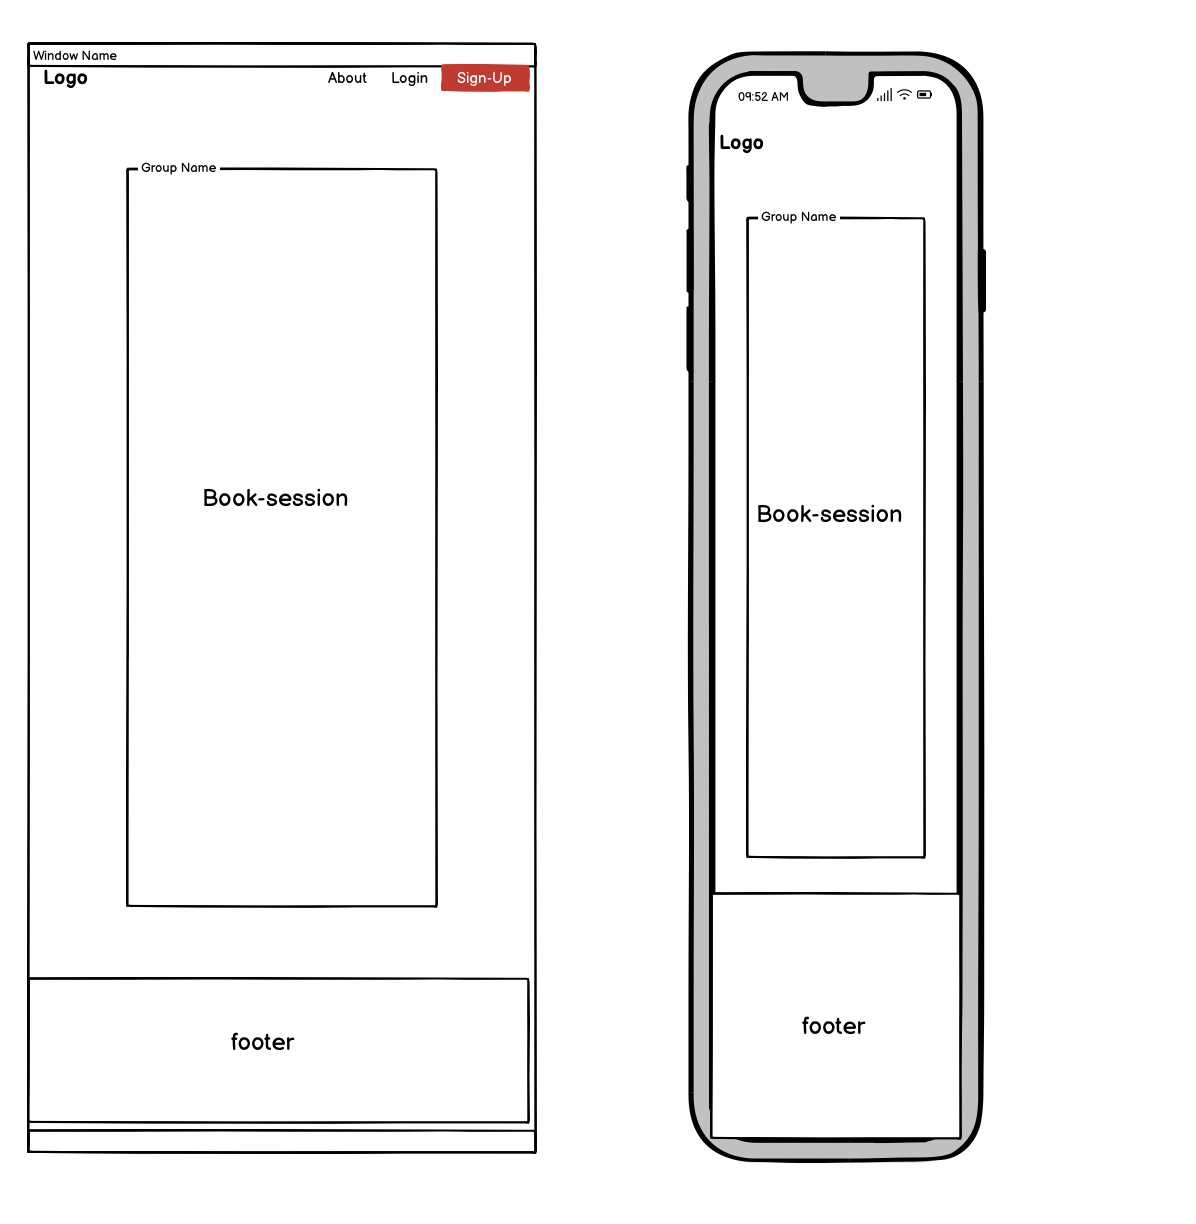 Window Name
Logo About Login Sign-Up
Group Name
Book-session
footer
09:52 AM
Logo
Group Name
Book-session
footer